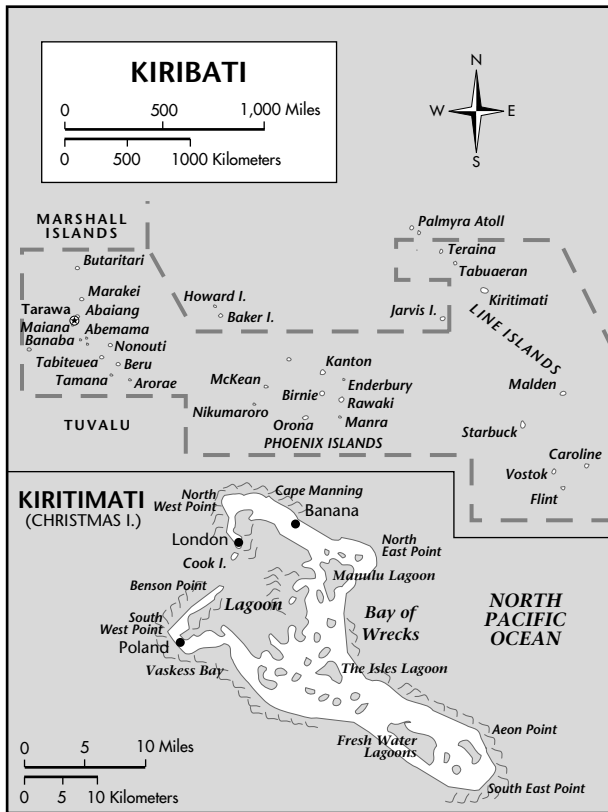 KIRIBATI
0 500 1,000 Miles
0 500 1000 Kilometers
N
W E
S
MARSHALL
ISLANDS
Butaritari
Marakei
Tarawa
Abaiang
Maiana
Abemama
Banaba
Nonouti
Tabiteuea
Beru
Tamana
Arorae
TUVALU
Howard I.
Baker I.
Palmyra Atoll
Teraina
Tabuaeran
Kiritimati
Jarvis I.
LINE ISLANDS
Kanton
McKean
Enderbury
Birnie
Rawaki
Nikumaroro
Orona
Manra
PHOENIX ISLANDS
Malden
Starbuck
Caroline
Vostok
Flint
KIRITIMATI
(CHRISTMAS I.)
North
West Point
Cape Manning
Banana
London
Cook I.
North
East Point
Manulu Lagoon
Benson Point
Lagoon
Bay of
Wrecks
South
West Point
Poland
Vaskess Bay
The Isles Lagoon
NORTH
PACIFIC
OCEAN
Aeon Point
Fresh Water
Lagoons
South East Point
0 5 10 Miles
0 5 10 Kilometers